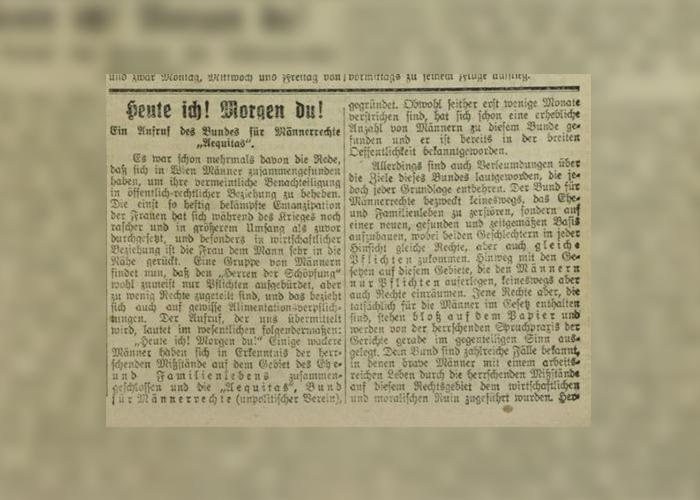 und zwar Montag, Mittwoch und Freitag von
Heute ich! Morgen du!
Ein Aufruf des Bundes für Männerrechte
„Aequitas“.
Es war schon mehrmals davon die Rede,
daß sich in Wien Männer zusammengefunden
haben, um ihre vermeintliche Benachteiligung
in öffentlich-rechtlicher Beziehung zu beheben.
Die einst so heftig bekämpfte Emanzipation
der Frauen hat sich während des Krieges noch
rascher und in größerem Umfang als zuvor
durchgesetzt, und besonders in wirtschaftlicher
Beziehung ist die Frau dem Mann sehr in die
Nähe gerückt. Eine Gruppe von Männern
findet nun, daß den „Herren der Schöpfung“
wohl zumeist nur Pflichten aufgebürdet, aber
zu wenig Rechte zugeteilt sind, und das bezieht
sich auch auf gewisse Alimentationsverpflich-
tungen. Der Aufruf, der uns übermittelt
wird, lautet im wesentlichen folgendermaßen:
„Heute ich! Morgen du!“ Einige wackere
Männer haben sich in Erkenntnis der herr-
schenden Mißstände auf dem Gebiet des Ehe-
und Familienlebens zusammen-
geschlossen und die „Aequitas“, Bund
für Männerrechte (unpolitischer Verein),
vormittags zu seinem Fluge aufstieg.
gegründet. Obwohl seither erst wenige Monate
verstrichen sind, hat sich schon eine erhebliche
Anzahl von Männern zu diesem Bunde ge-
funden und er ist bereits in der breiten
Oeffentlichkeit bekanntgeworden.
Allerdings sind auch Verleumdungen über
die Ziele dieses Bundes lautgeworden, die je-
doch jeder Grundlage entbehren. Der Bund für
Männerrechte bezweckt keineswegs, das Ehe-
und Familienleben zu zerstören, sondern auf
einer neuen, gesunden und zeitgemäßen Basis
aufzubauen, wobei beiden Geschlechtern in jeder
Hinsicht gleiche Rechte, aber auch gleiche
Pflichten zukommen. Hinweg mit den Ge-
setzen auf diesem Gebiete, die den Männern
nur Pflichten auferlegen, keineswegs aber
auch Rechte einräumen. Jene Rechte aber, die
tatsächlich für die Männer im Gesetz enthalten
sind, stehen bloß auf dem Papier und
werden von der herrschenden Spruchpraxis der
Gerichte gerade im gegenteiligen Sinn aus-
gelegt. Dem Bund sind zahlreiche Fälle bekannt,
in denen brave Männer mit einem arbeits-
reichen Leben durch die herrschenden Mißstände
auf diesem Rechtsgebiet dem wirtschaftlichen
und moralischen Ruin zugeführt wurden. Her-